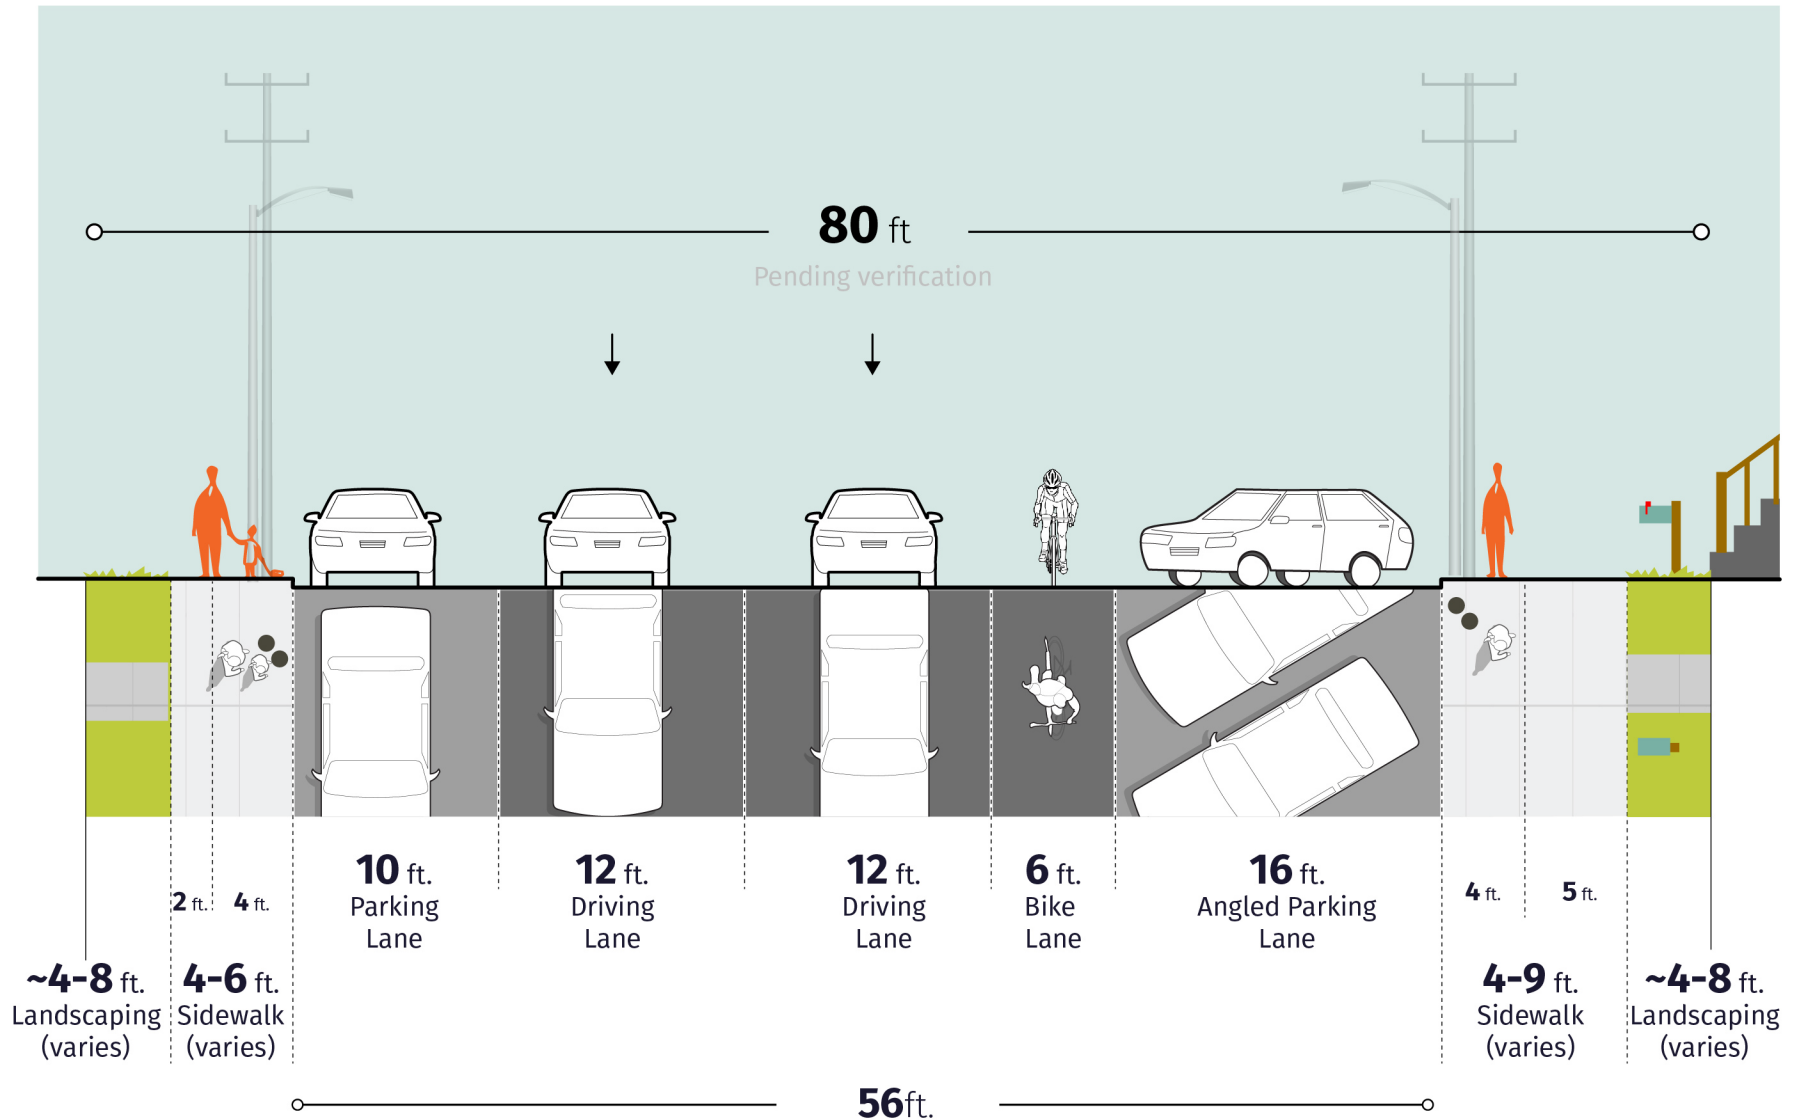 80 ft
Pending verification
10 ft.
Parking
Lane
12 ft.
Driving
Lane
12 ft.
Driving
Lane
6 ft.
Bike
Lane
16 ft.
Angled Parking
Lane
2 ft.
4 ft.
4 ft.
5 ft.
~4-8 ft.
Landscaping
(varies)
4-6 ft.
Sidewalk
(varies)
4-9 ft.
Sidewalk
(varies)
~4-8 ft.
Landscaping
(varies)
56ft.